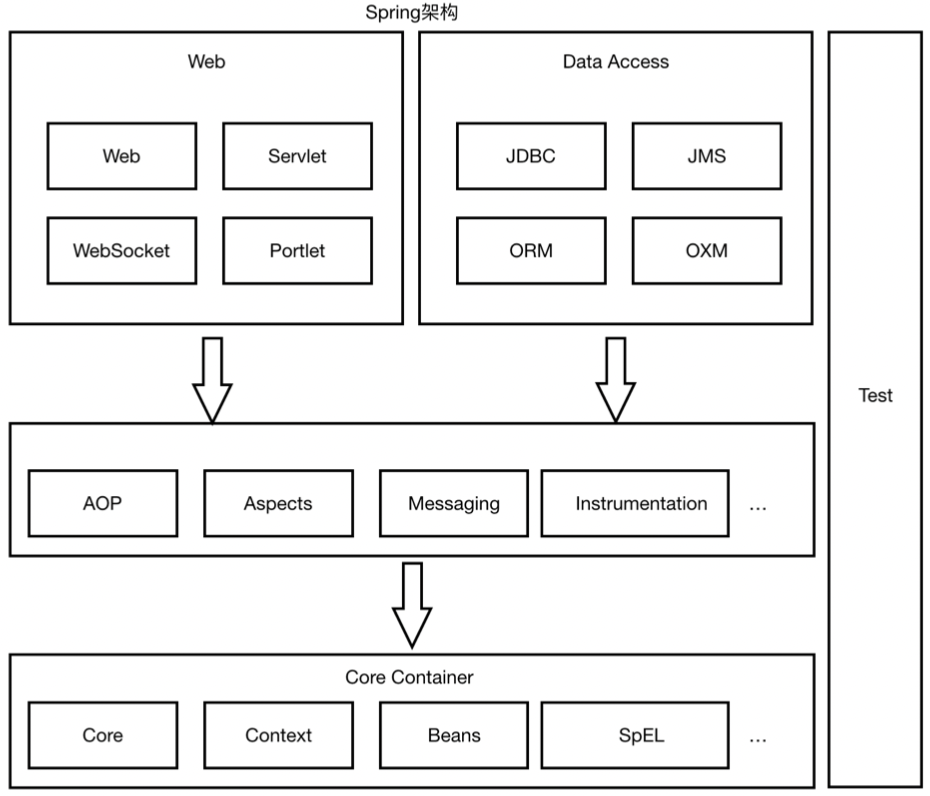 Spring架构
Web
Data Access
Web
Servlet
JDBC
JMS
WebSocket
Portlet
ORM
OXM
Test
AOP
Aspects
Messaging
Instrumentation
...
Core Container
Core
Context
Beans
SpEL
...